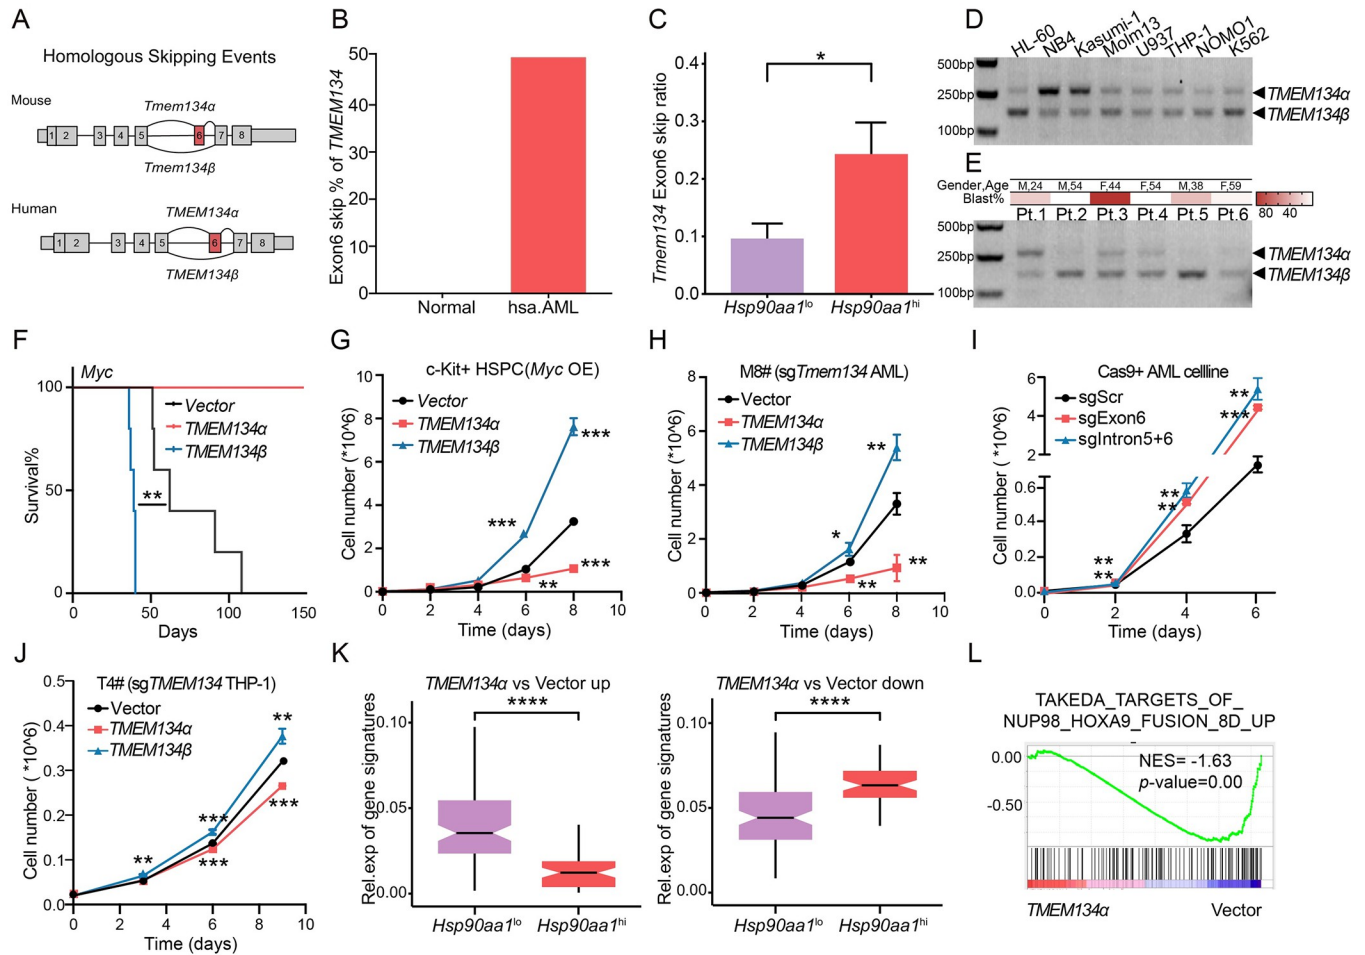 A
Homologous Skipping Events
Mouse
Tmem134α
1 2 3 4 5 6 7 8
Tmem134β
Human
TMEM134α
1 2 3 4 5 6 7 8
TMEM134β
B
Exon6 skip % of TMEM134
50
40
30
20
10
0
Normal hsa.AML
C
Tmem134 Exon6 skip ratio
0.4
0.3
0.2
0.1
0.0
*
Hsp90aa1lo Hsp90aa1hi
D
HL-60 NB4 Kasumi-1 Molm13 U937 THP-1 NOMO1 K562
500bp
250bp
100bp
TMEM134α
TMEM134β
E
Gender,Age M,24 M,54 F,44 F,54 M,38 F,59
Blast%
80 40
Pt.1 Pt.2 Pt.3 Pt.4 Pt.5 Pt.6
500bp
250bp
100bp
TMEM134α
TMEM134β
F
Myc
Survival%
100
50
0
Vector
TMEM134α
TMEM134β
**
50 100 150
Days
G
c-Kit+ HSPC(Myc OE)
Cell number (*10^6)
10
8
6
4
2
0
Vector
TMEM134α
TMEM134β
***
***
***
**
0 2 4 6 8 10
Time (days)
H
M8# (sgTmem134 AML)
Cell number (*10^6)
8
6
4
2
0
Vector
TMEM134α
TMEM134β
**
*
**
**
0 2 4 6 8 10
Time (days)
I
Cas9+ AML cellline
Cell number ( *10^6)
6
4
2
0.6
0.4
0.2
0.0
sgScr
sgExon6
sgIntron5+6
**
***
**
**
**
**
0 2 4 6
Time (days)
J
T4# (sgTMEM134 THP-1)
Cell number ( *10^6)
0.5
0.4
0.3
0.2
0.1
0.0
Vector
TMEM134α
TMEM134β
**
***
***
**
***
0 2 4 6 8 10
Time (days)
K
TMEM134α vs Vector up
****
Rel.exp of gene signatures
0.10
0.05
0.00
Hsp90aa1lo Hsp90aa1hi
TMEM134α vs Vector down
****
Rel.exp of gene signatures
0.10
0.05
0.00
Hsp90aa1lo Hsp90aa1hi
L
TAKEDA_TARGETS_OF_
NUP98_HOXA9_FUSION_8D_UP
0.00
-0.50
NES= -1.63
p-value=0.00
TMEM134α Vector